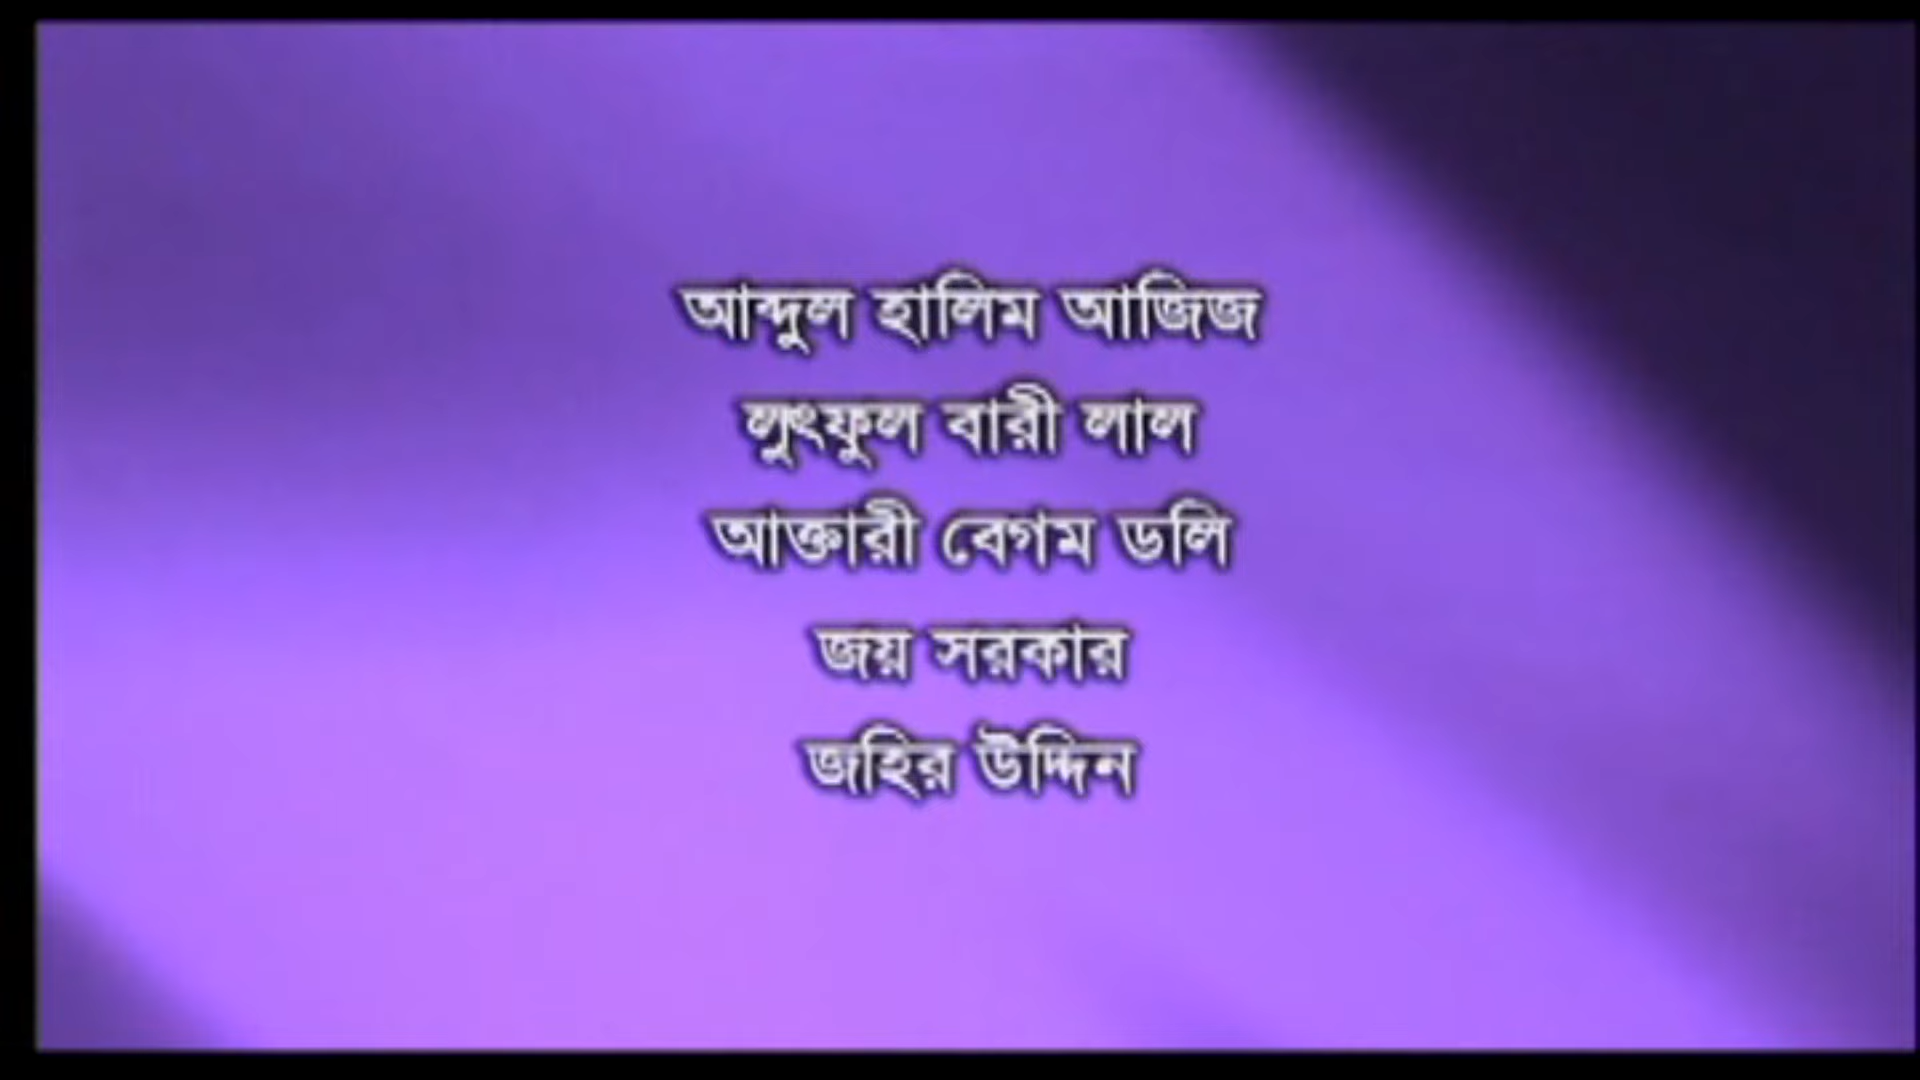 আব্দুল হালিম আজিজ
লুৎফুল বারী লাল
আক্তারী বেগম ডলি
জয় সরকার
জহির উদ্দিন